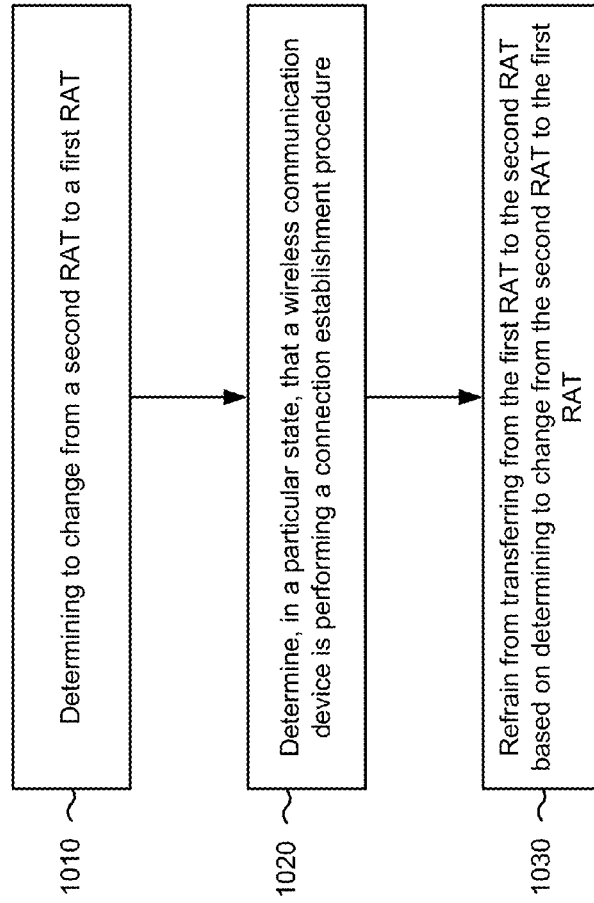 1010
Determining to change from a second RAT to a first RAT
1020
Determine, in a particular state, that a wireless communication
device is performing a connection establishment procedure
1030
Refrain from transferring from the first RAT to the second RAT
based on determining to change from the second RAT to the first
RAT